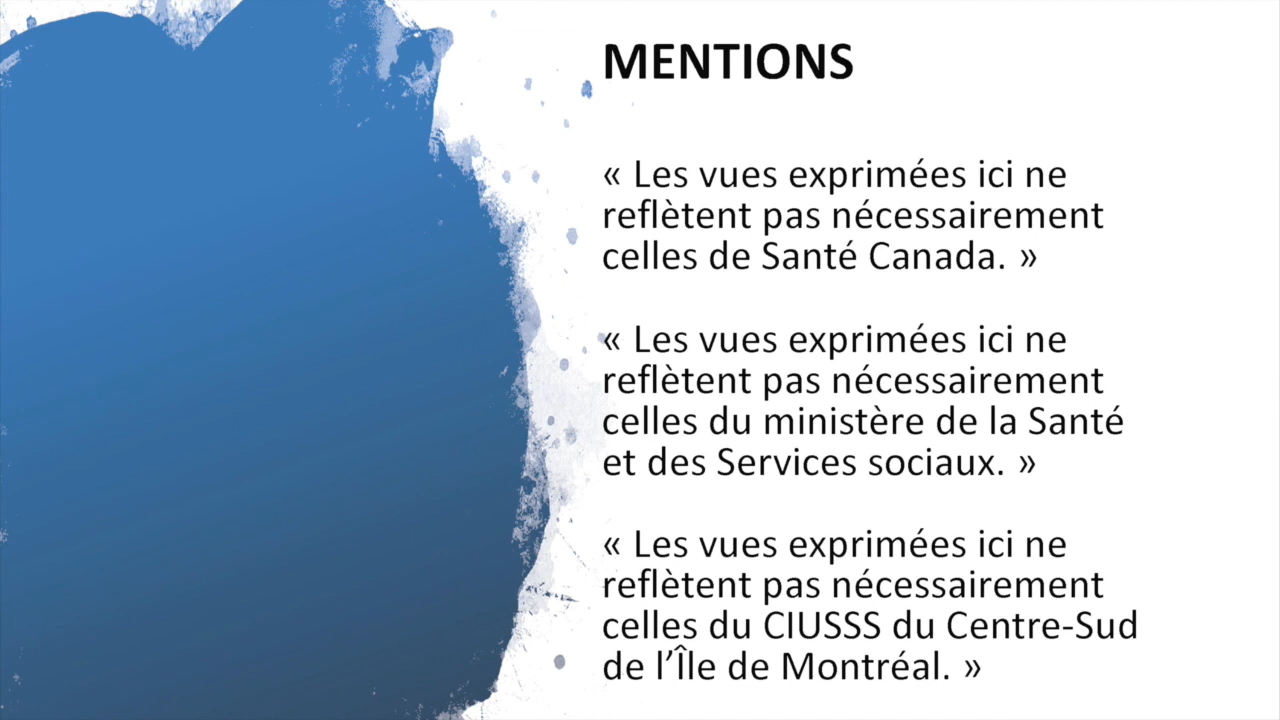 MENTIONS
« Les vues exprimées ici ne
reflètent pas nécessairement
celles de Santé Canada. »
« Les vues exprimées ici ne
reflètent pas nécessairement
celles du ministère de la Santé
et des Services sociaux. »
« Les vues exprimées ici ne
reflètent pas nécessairement
celles du CIUSSS du Centre-Sud
de l’Île de Montréal. »